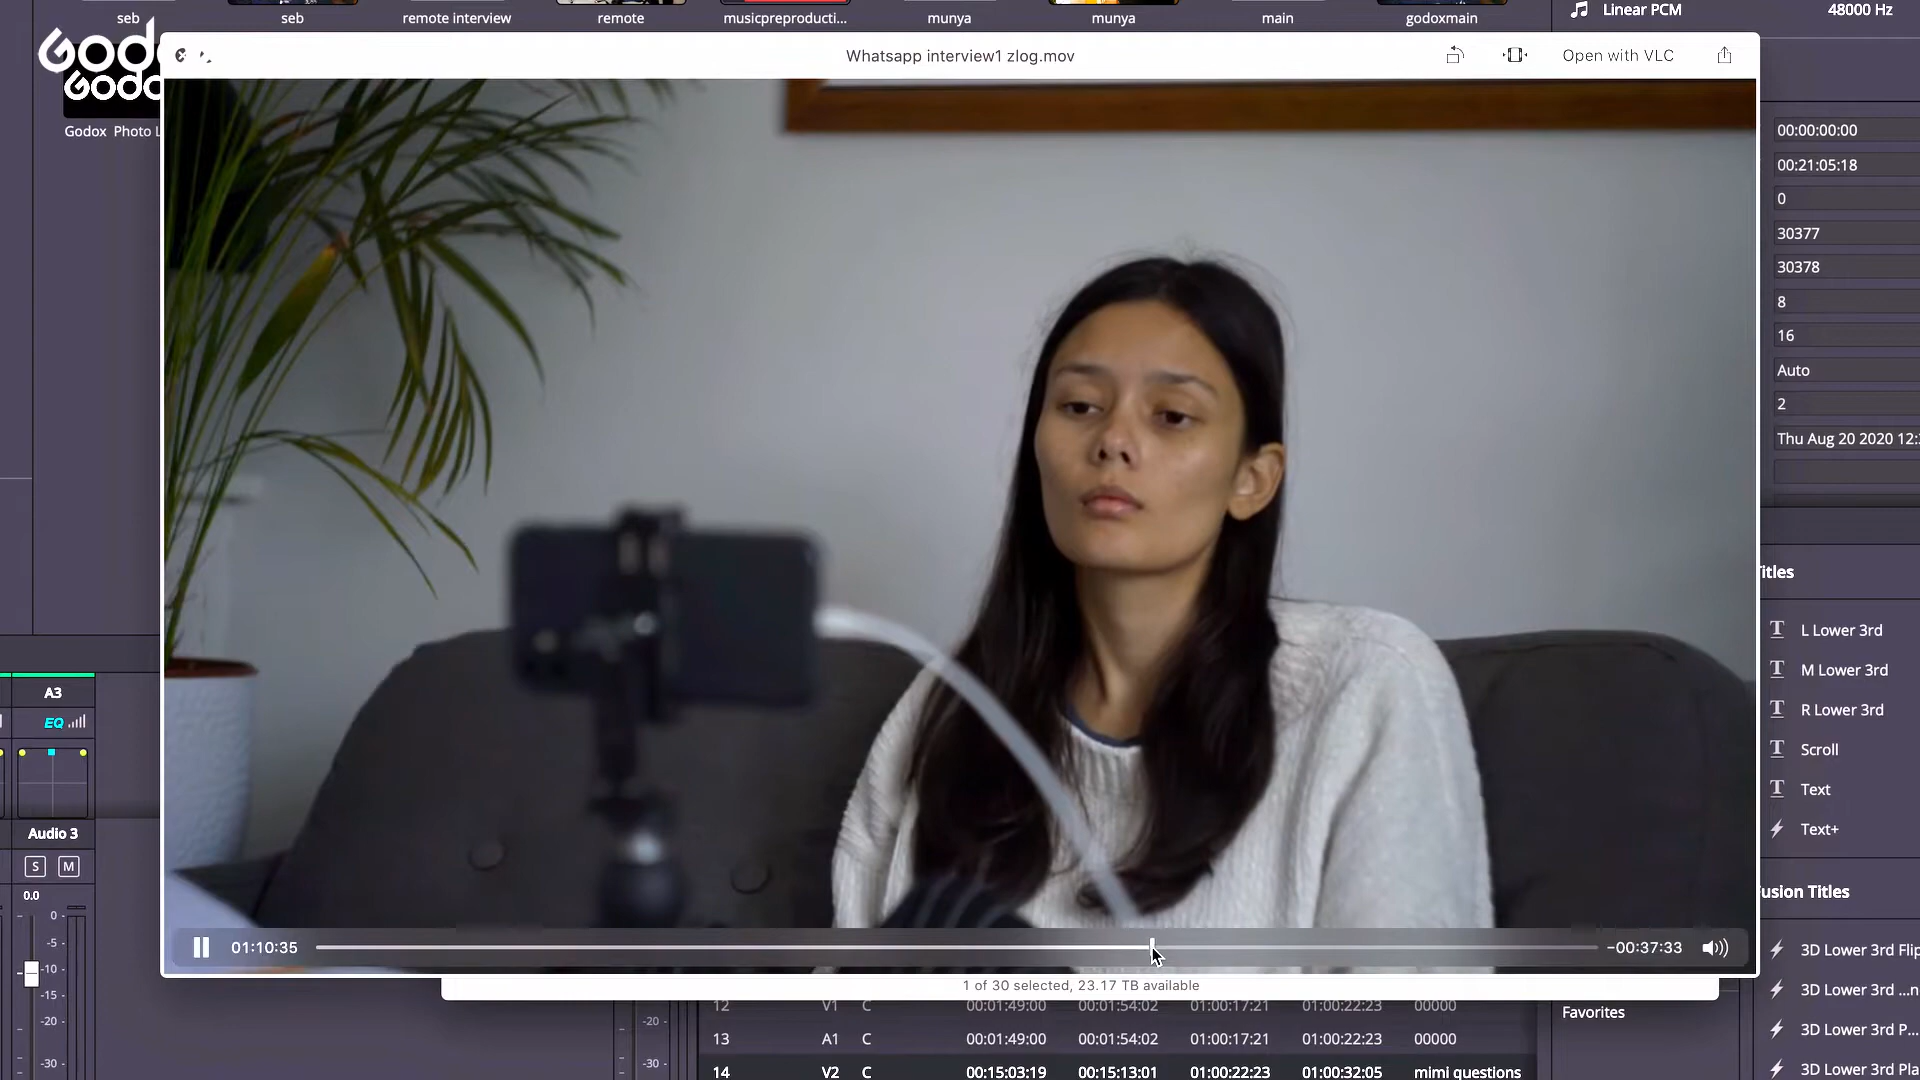 seb
seb
remote interview
remote
musicpreproducti...
munya
munya
main
godoxmain
Linear PCM
48000 Hz
Godox
Whatsapp interview1 zlog.mov
Open with VLC
Godox Photo L
00:00:00:00
00:21:05:18
0
30377
30378
8
16
Auto
2
Thu Aug 20 2020 12:
Titles
L Lower 3rd
M Lower 3rd
R Lower 3rd
Scroll
Text
Text+
Fusion Titles
3D Lower 3rd Flip
3D Lower 3rd ...n
3D Lower 3rd P...
3D Lower 3rd Pla
Favorites
A3
EQ
Audio 3
S M
0.0
0
-5
-10
-15
-20
-30
01:10:35
-00:37:33
1 of 30 selected, 23.17 TB available
-20
-30
12 V1 C 00:01:49:00 00:01:54:02 01:00:17:21 01:00:22:23 00000
13 A1 C 00:01:49:00 00:01:54:02 01:00:17:21 01:00:22:23 00000
14 V2 C 00:15:03:19 00:15:13:01 01:00:22:23 01:00:32:05 mimi questions